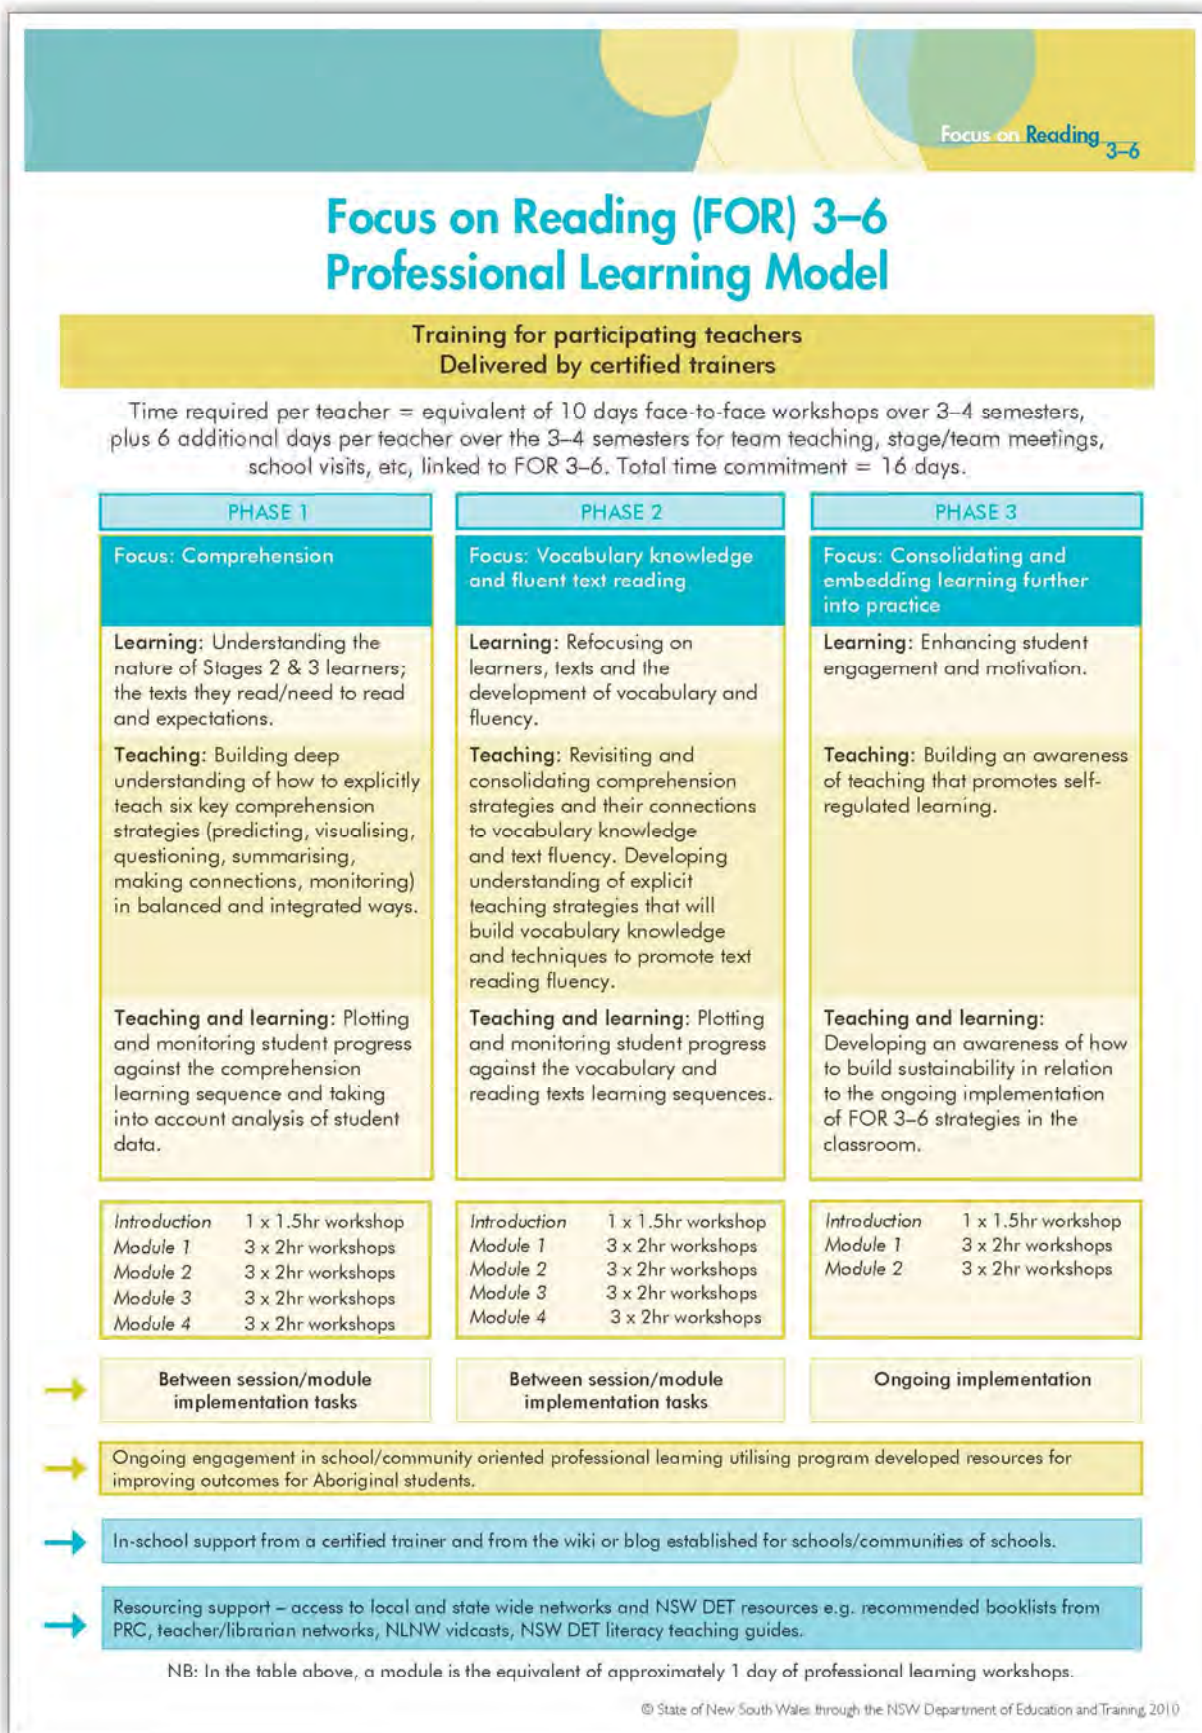 Focus on Reading 3–6
Focus on Reading (FOR) 3–6
Professional Learning Model
Training for participating teachers
Delivered by certified trainers
Time required per teacher = equivalent of 10 days face-to-face workshops over 3–4 semesters,
plus 6 additional days per teacher over the 3–4 semesters for team teaching, stage/team meetings,
school visits, etc, linked to FOR 3–6. Total time commitment = 16 days.
PHASE 1
Focus: Comprehension
Learning: Understanding the
nature of Stages 2 & 3 learners;
the texts they read/need to read
and expectations.
Teaching: Building deep
understanding of how to explicitly
teach six key comprehension
strategies (predicting, visualising,
questioning, summarising,
making connections, monitoring)
in balanced and integrated ways.
Teaching and learning: Plotting
and monitoring student progress
against the comprehension
learning sequence and taking
into account analysis of student
data.
Introduction 1 x 1.5hr workshop
Module 1 3 x 2hr workshops
Module 2 3 x 2hr workshops
Module 3 3 x 2hr workshops
Module 4 3 x 2hr workshops
Between session/module
implementation tasks
PHASE 2
Focus: Vocabulary knowledge
and fluent text reading
Learning: Refocusing on
learners, texts and the
development of vocabulary and
fluency.
Teaching: Revisiting and
consolidating comprehension
strategies and their connections
to vocabulary knowledge
and text fluency. Developing
understanding of explicit
teaching strategies that will
build vocabulary knowledge
and techniques to promote text
reading fluency.
Teaching and learning: Plotting
and monitoring student progress
against the vocabulary and
reading texts learning sequences.
Introduction 1 x 1.5hr workshop
Module 1 3 x 2hr workshops
Module 2 3 x 2hr workshops
Module 3 3 x 2hr workshops
Module 4 3 x 2hr workshops
Between session/module
implementation tasks
PHASE 3
Focus: Consolidating and
embedding learning further
into practice
Learning: Enhancing student
engagement and motivation.
Teaching: Building an awareness
of teaching that promotes self-
regulated learning.
Teaching and learning:
Developing an awareness of how
to build sustainability in relation
to the ongoing implementation
of FOR 3–6 strategies in the
classroom.
Introduction 1 x 1.5hr workshop
Module 1 3 x 2hr workshops
Module 2 3 x 2hr workshops
Ongoing implementation
Ongoing engagement in school/community oriented professional learning utilising program developed resources for
improving outcomes for Aboriginal students.
In-school support from a certified trainer and from the wiki or blog established for schools/communities of schools.
Resourcing support – access to local and state wide networks and NSW DET resources e.g. recommended booklists from
PRC, teacher/librarian networks, NLNW vidcasts, NSW DET literacy teaching guides.
NB: In the table above, a module is the equivalent of approximately 1 day of professional learning workshops.
© State of New South Wales through the NSW Department of Education and Training, 2010